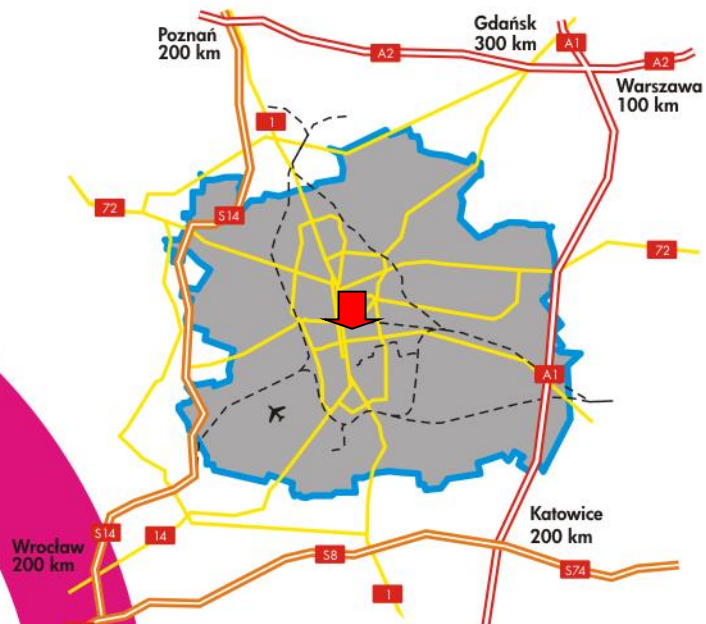 Poznań
200 km
Gdańsk
300 km
A1
A2
A2
Warszawa
100 km
1
72
S14
72
A1
Katowice
200 km
S14
14
Wrocław
200 km
S8
S74
1